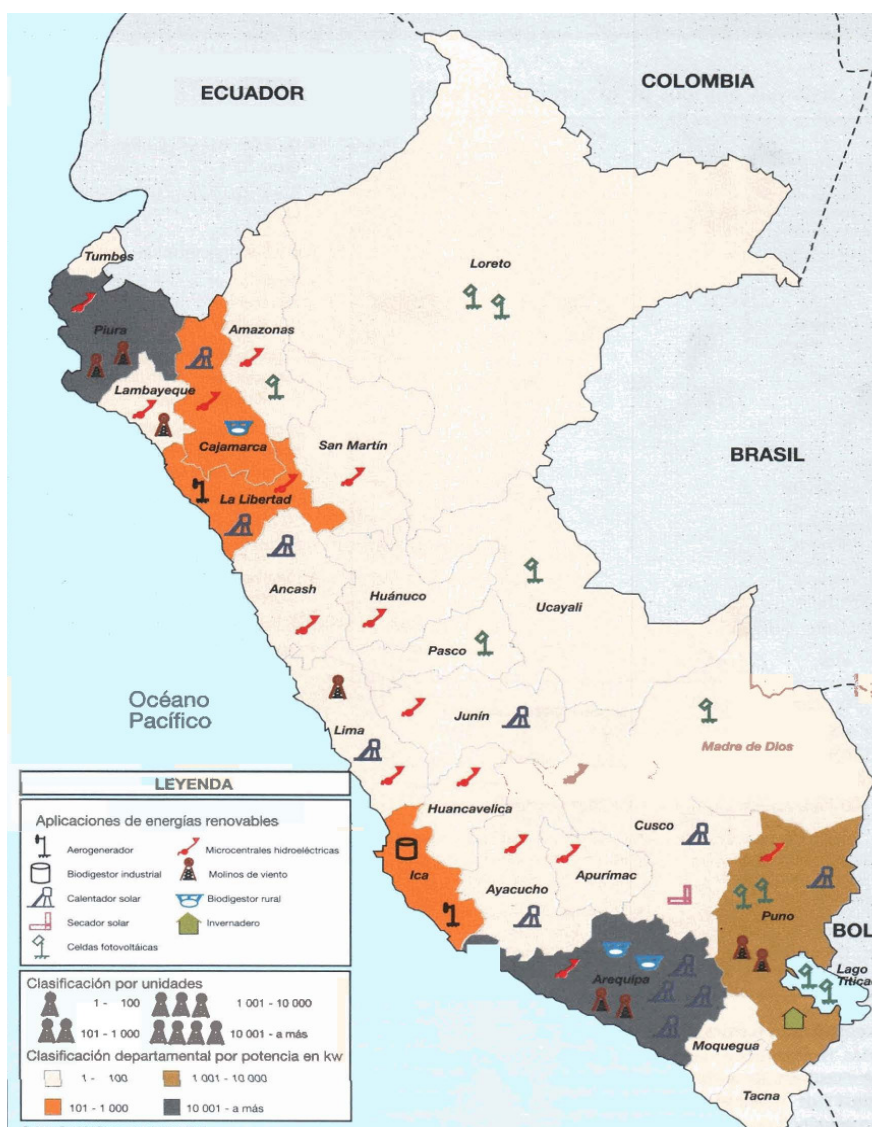 ECUADOR
COLOMBIA
Tumbes
Loreto
Piura
Amazonas
Lambayeque
Cajamarca
San Martín
BRASIL
La Libertad
Ancash
Huánuco
Ucayali
Pasco
Océano
Pacífico
Lima
Junín
Madre de Dios
LEYENDA
Aplicaciones de energías renovables
Aerogenerador
Microcentrales hidroeléctricas
Biodigestor industrial
Molinos de viento
Calentador solar
Biodigestor rural
Secador solar
Invernadero
Celdas fotovoltáicas
Huancavelica
Cusco
Ica
Ayacucho
Apurímac
Puno
BOL
Lago
Titica
Arequipa
Moquegua
Tacna
Clasificación por unidades
1 - 100
1 001 - 10 000
101 - 1 000
10 001 - a más
Clasificación departamental por potencia en kw
1 - 100
1 001 - 10 000
101 - 1 000
10 001 - a más